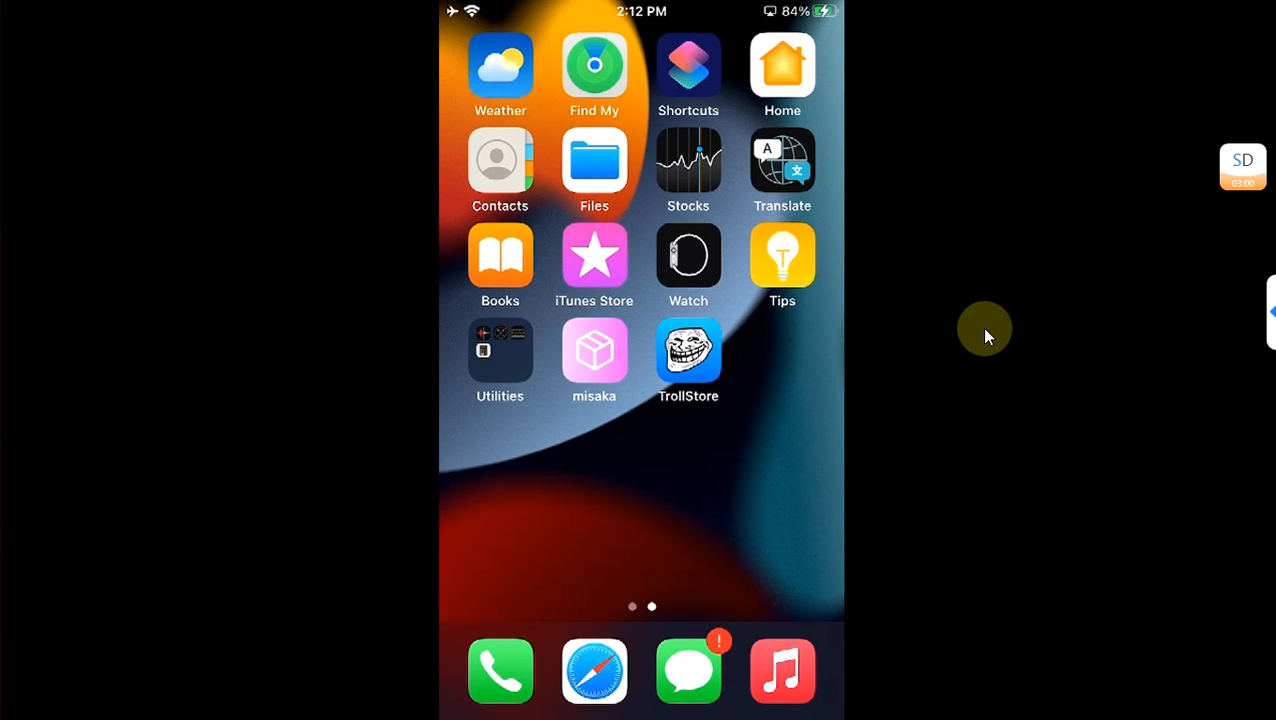 2:12 PM 84%
Weather Find My Shortcuts Home
A
文
Contacts Files Stocks Translate
SD
03:00
Books iTunes Store Watch Tips
Utilities misaka TrollStore
!